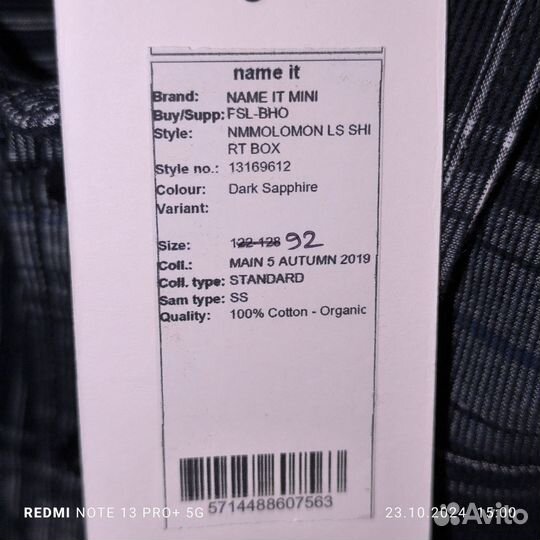 name it
Brand: NAME IT MINI
Buy/Supp: FSL-BHO
Style: NMMOLOMON LS SHI
RT BOX
Style no.: 13169612
Colour: Dark Sapphire
Variant:
Size: 122-128 92
Coll.: MAIN 5 AUTUMN 2019
Coll. type: STANDARD
Sam type: SS
Quality: 100% Cotton - Organic
5714488607563
REDMI NOTE 13 PRO+ 5G 23.10.2024 15:00
Avito